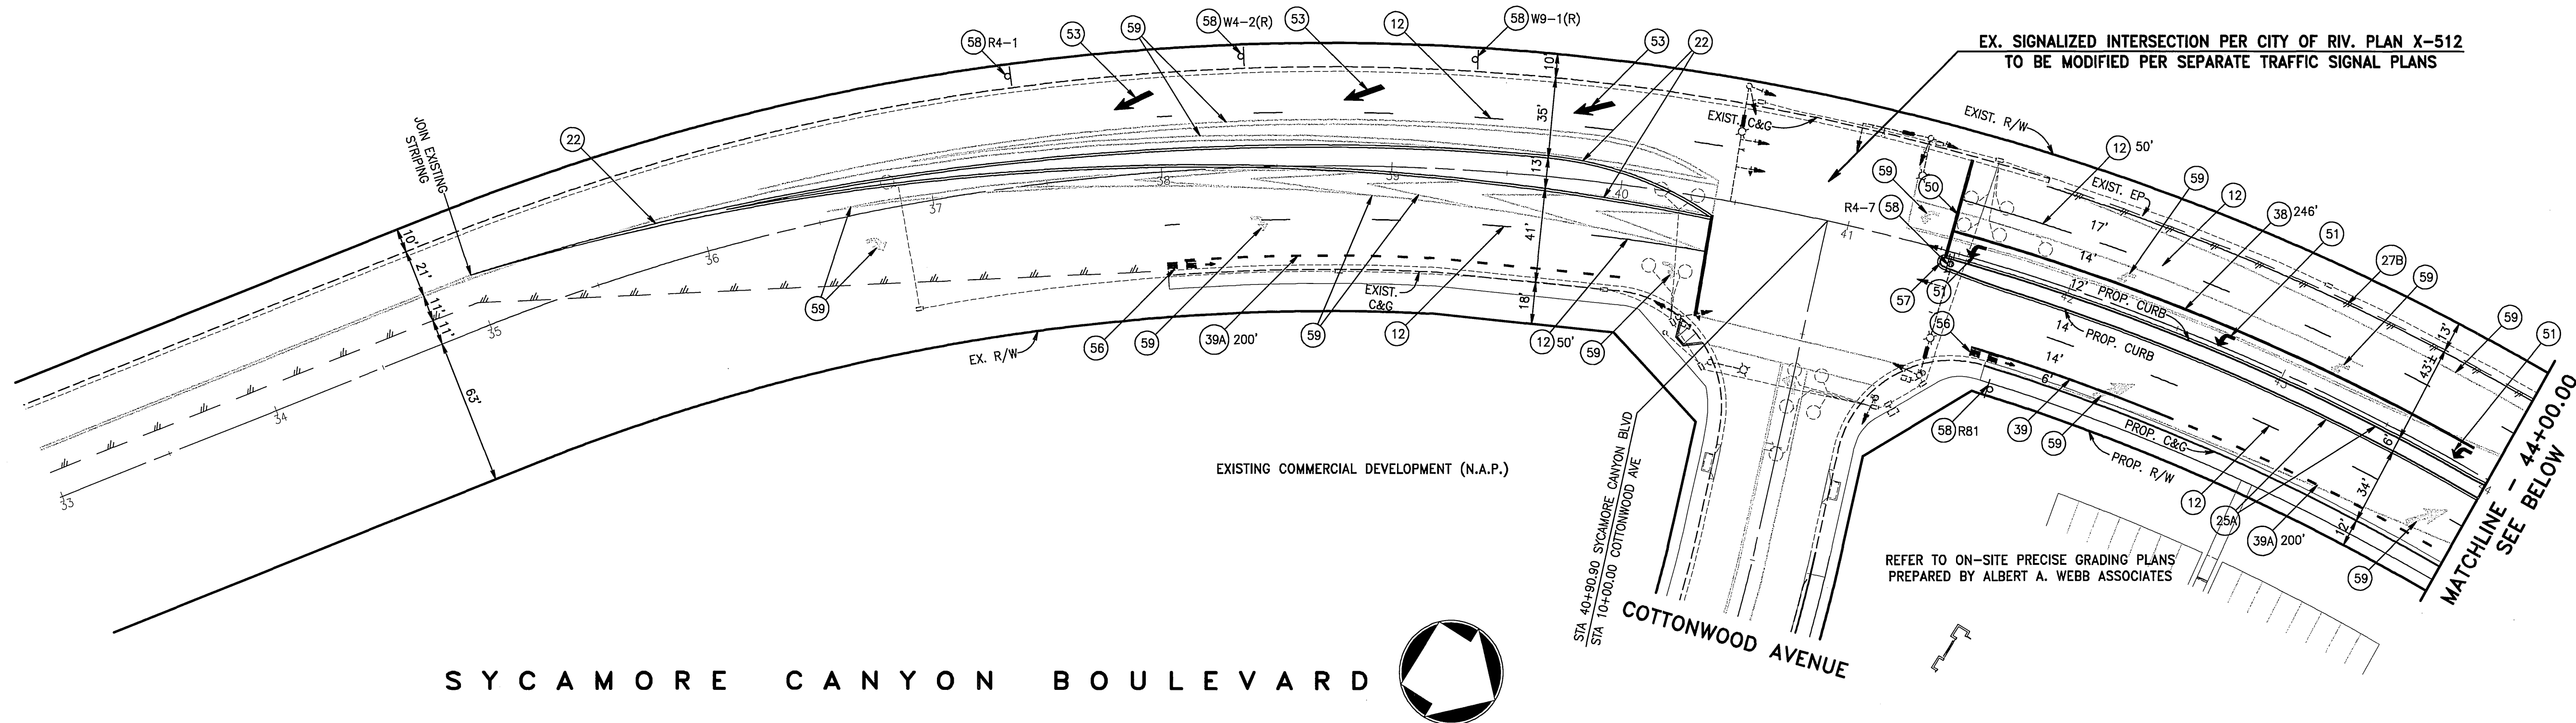 58 R4-1
53
59
58 W4-2(R)
53
12
58 W9-1(R)
53
22
EX. SIGNALIZED INTERSECTION PER CITY OF RIV. PLAN X-512
TO BE MODIFIED PER SEPARATE TRAFFIC SIGNAL PLANS
JOIN EXISTING
STRIPING
22
10'
35'
13'
41'
18'
EXIST. C&G
EXIST. R/W
EXIST. EP
12 50'
59
12
38 246'
51
27B
59
59
51
59
50
R4-7 58
57
51
56
17'
14'
12' PROP. CURB
14'
PROP. CURB
14'
6'
10'
21'
11'
11'
63'
33
34
35
36
37
38
39
40
41
42
43
4
59
56
59
39A 200'
EXIST.
C&G
59
12
12 50'
59
EX. R/W
58 R81
39
59
PROP. C&G
PROP. R/W
12
25A
39A 200'
59
13'
43'±
6'
34'
12'
MATCHLINE - 44+00.00
SEE BELOW
EXISTING COMMERCIAL DEVELOPMENT (N.A.P.)
STA 40+90.90 SYCAMORE CANYON BLVD
STA 10+00.00 COTTONWOOD AVE
REFER TO ON-SITE PRECISE GRADING PLANS
PREPARED BY ALBERT A. WEBB ASSOCIATES
COTTONWOOD AVENUE
SYCAMORE CANYON BOULEVARD